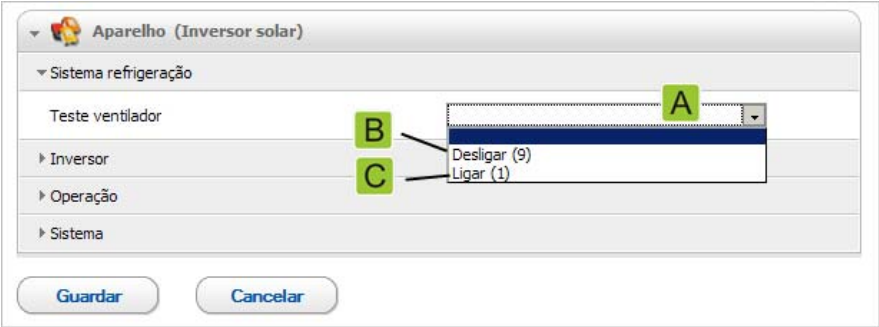 Aparelho (Inversor solar)
Sistema refrigeração
Teste ventilador
A
B
Desligar (9)
Inversor
C
Ligar (1)
Operação
Sistema
Guardar
Cancelar